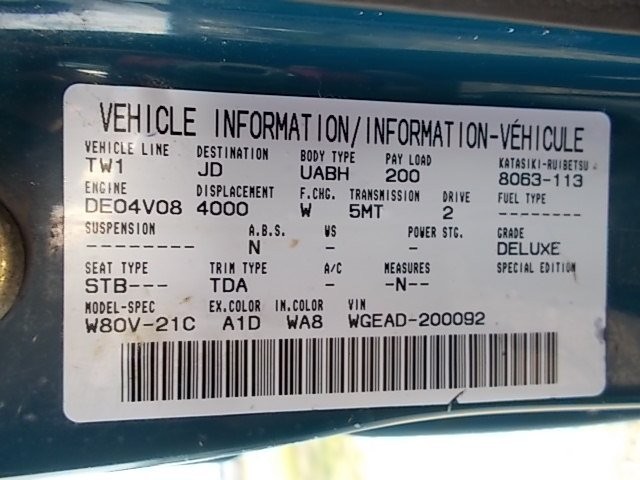 VEHICLE INFORMATION/INFORMATION-VÉHICULE
VEHICLE LINE DESTINATION BODY TYPE PAY LOAD KATASIKI-RUIBETSU
TW1 JD UABH 200 8063-113
ENGINE DISPLACEMENT F.CHG. TRANSMISSION DRIVE FUEL TYPE
DE04V08 4000 W 5MT 2 --------
SUSPENSION A.B.S. WS POWER STG. GRADE
-------- N - - DELUXE
SEAT TYPE TRIM TYPE A/C MEASURES SPECIAL EDITION
STB--- TDA - -N--
MODEL-SPEC EX.COLOR IN.COLOR VIN
W80V-21C A1D WA8 WGEAD-200092